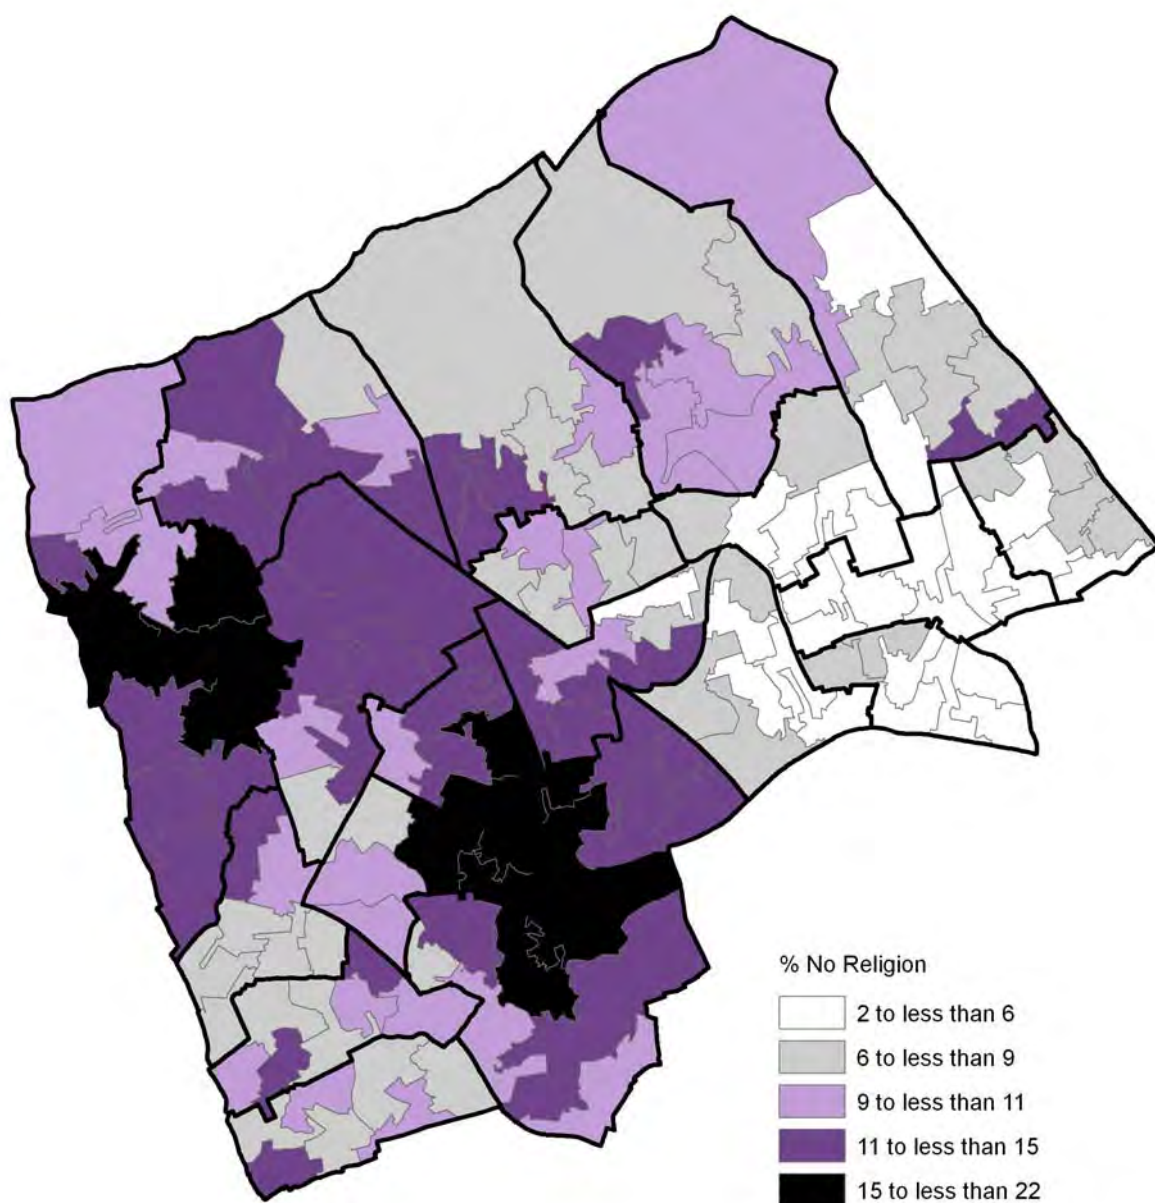 % No Religion
2 to less than 6
6 to less than 9
9 to less than 11
11 to less than 15
15 to less than 22